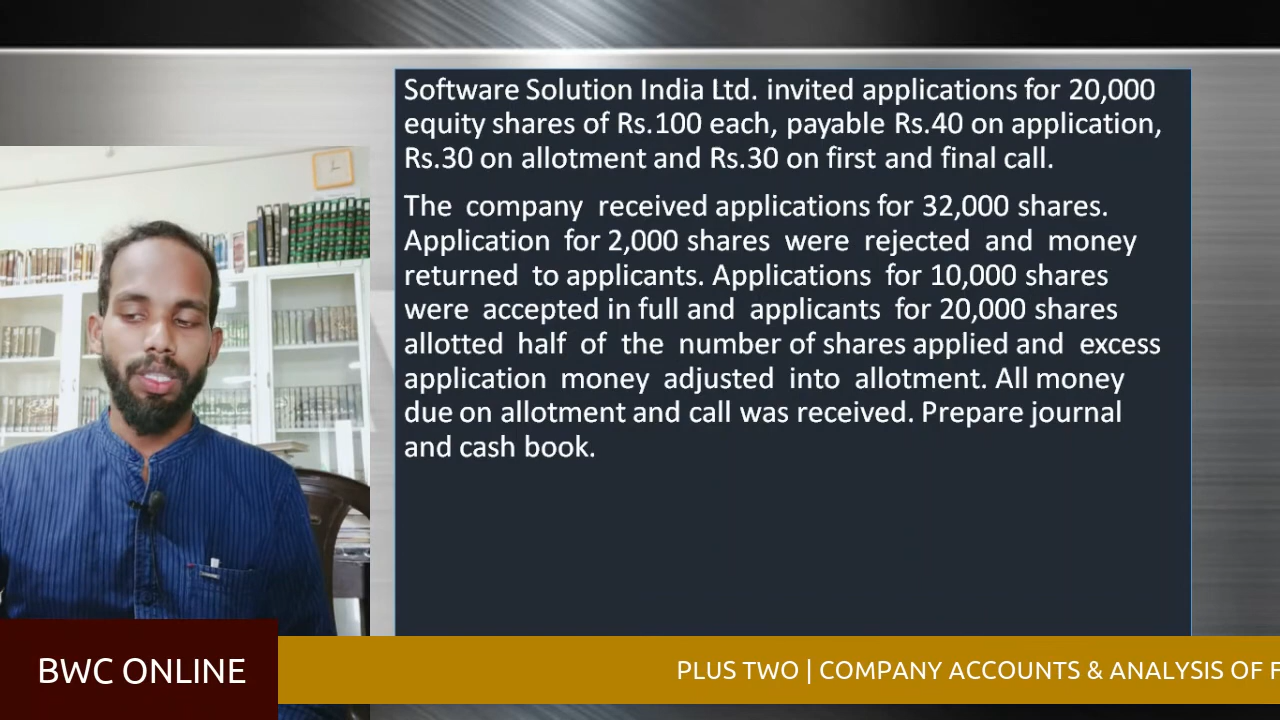 Software Solution India Ltd. invited applications for 20,000
equity shares of Rs.100 each, payable Rs.40 on application,
Rs.30 on allotment and Rs.30 on first and final call.
The company received applications for 32,000 shares.
Application for 2,000 shares were rejected and money
returned to applicants. Applications for 10,000 shares
were accepted in full and applicants for 20,000 shares
allotted half of the number of shares applied and excess
application money adjusted into allotment. All money
due on allotment and call was received. Prepare journal
and cash book.
BWC ONLINE
PLUS TWO | COMPANY ACCOUNTS & ANALYSIS OF F